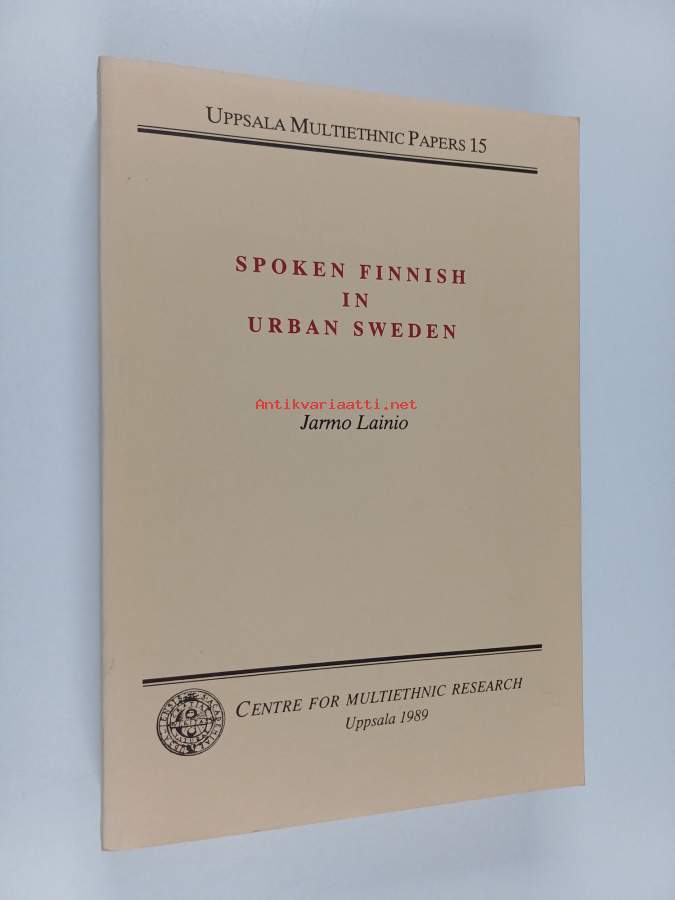 UPPSALA MULTIETHNIC PAPERS 15
SPOKEN FINNISH
IN
URBAN SWEDEN
Antikvariaatti.net
Jarmo Lainio
CENTRE FOR MULTIETHNIC RESEARCH
Uppsala 1989